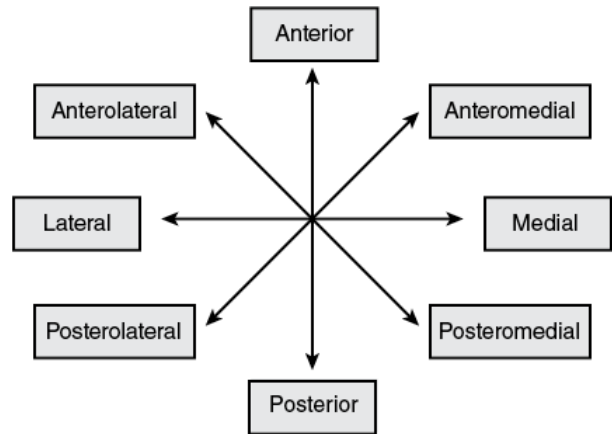 Anterior
Anterolateral
Anteromedial
Lateral
Medial
Posterolateral
Posteromedial
Posterior